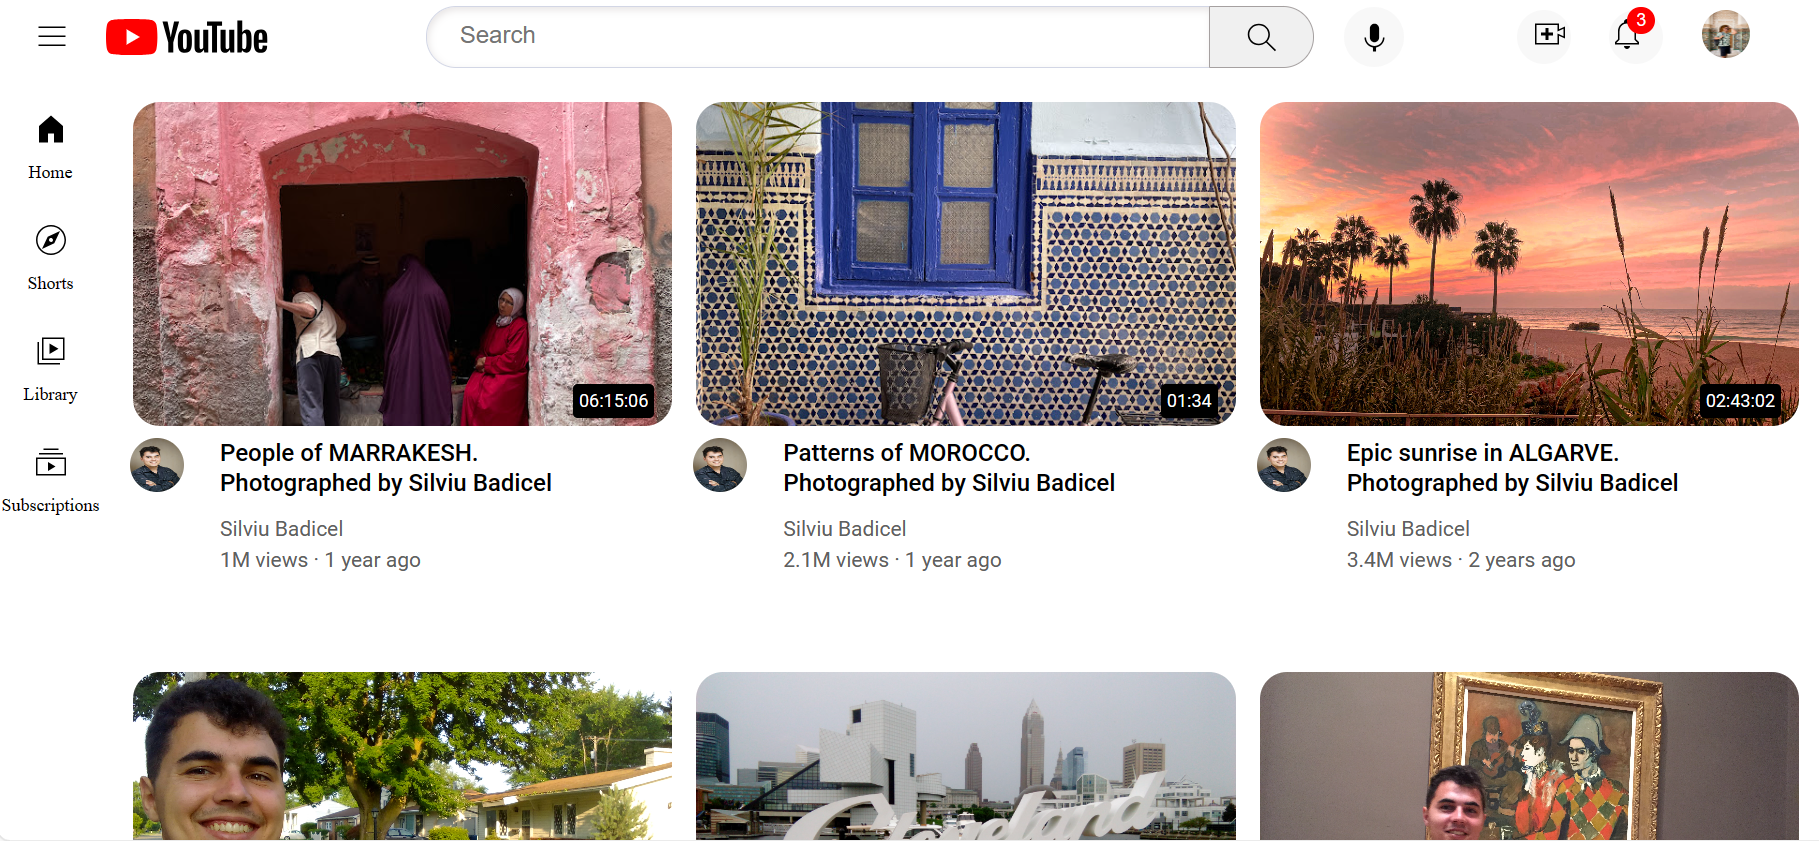 YouTube
Search
3
Home
Shorts
Library
Subscriptions
06:15:06
01:34
02:43:02
People of MARRAKESH.
Photographed by Silviu Badicel
Silviu Badicel
1M views · 1 year ago
Patterns of MOROCCO.
Photographed by Silviu Badicel
Silviu Badicel
2.1M views · 1 year ago
Epic sunrise in ALGARVE.
Photographed by Silviu Badicel
Silviu Badicel
3.4M views · 2 years ago
Cleveland